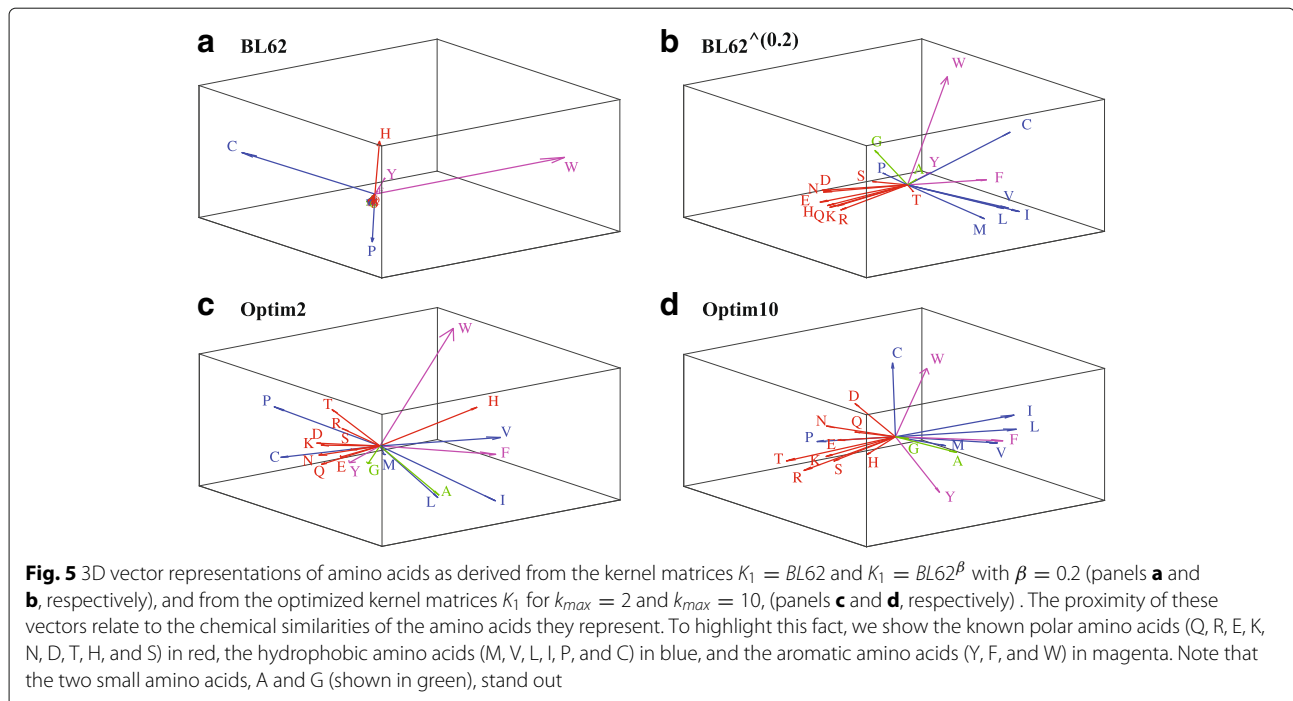 a BL62
H
C
Y
W
P
b BL62^(0.2)
W
C
G
P
A
Y
F
S
D
N
T
E
V
H
Q
K
R
L
I
M
c Optim2
W
P
T
H
R
D
S
K
V
C
N
E
F
Q
Y
G
M
A
L
I
d Optim10
C
W
D
I
N
Q
L
P
E
F
G
M
V
T
K
S
H
A
R
Y
Fig. 5 3D vector representations of amino acids as derived from the kernel matrices K₁ = BL62 and K₁ = BL62^β with β = 0.2 (panels a and
b, respectively), and from the optimized kernel matrices K₁ for kₘₐₓ = 2 and kₘₐₓ = 10, (panels c and d, respectively) . The proximity of these
vectors relate to the chemical similarities of the amino acids they represent. To highlight this fact, we show the known polar amino acids (Q, R, E, K,
N, D, T, H, and S) in red, the hydrophobic amino acids (M, V, L, I, P, and C) in blue, and the aromatic amino acids (Y, F, and W) in magenta. Note that
the two small amino acids, A and G (shown in green), stand out